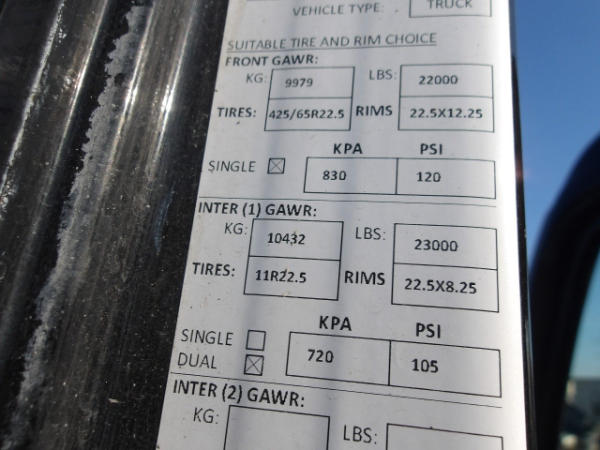 VEHICLE TYPE: TRUCK
SUITABLE TIRE AND RIM CHOICE
FRONT GAWR:
KG: 9979 LBS: 22000
TIRES: 425/65R22.5 RIMS 22.5X12.25
KPA PSI
SINGLE ☒ 830 120
INTER (1) GAWR:
KG: 10432 LBS: 23000
TIRES: 11R22.5 RIMS 22.5X8.25
KPA PSI
SINGLE ☐
DUAL ☒ 720 105
INTER (2) GAWR:
KG: LBS: